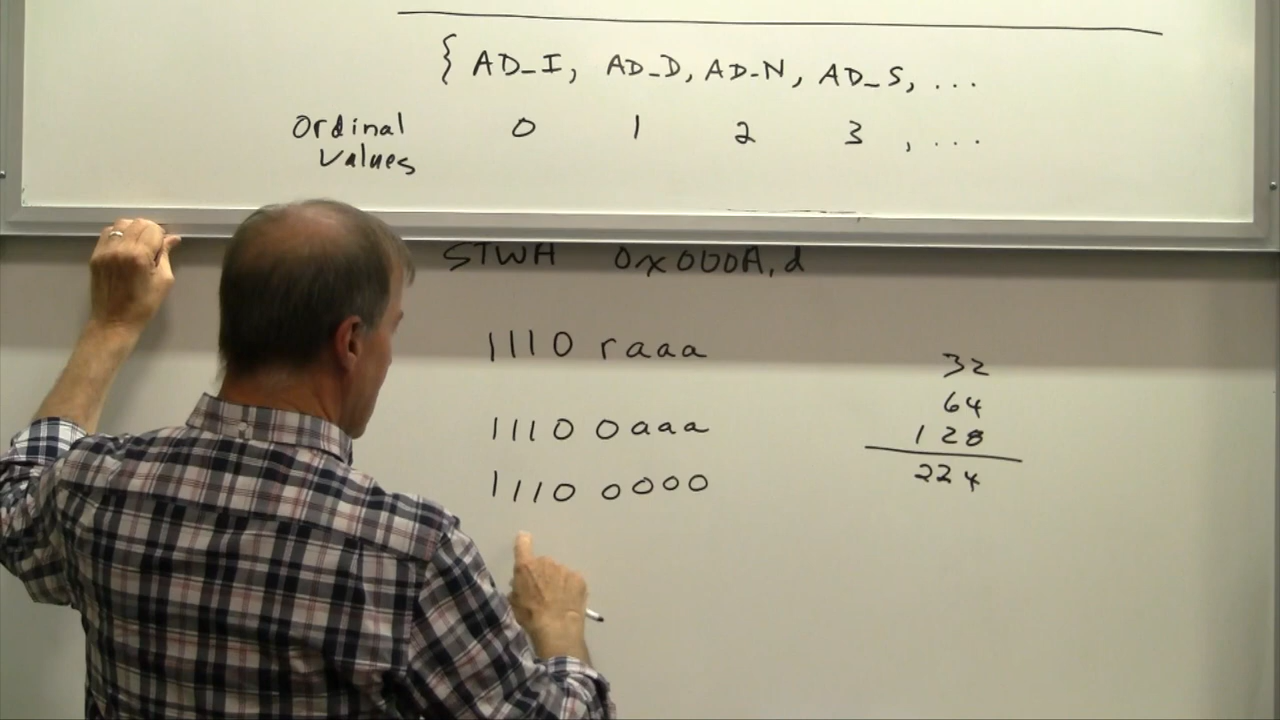 { AD_I, AD_D, AD_N, AD_S, ...
Ordinal Values 0 1 2 3 , ...
STWA 0x000A,d
1110 raaa
1110 0aaa
1110 0000
32
64
128
224